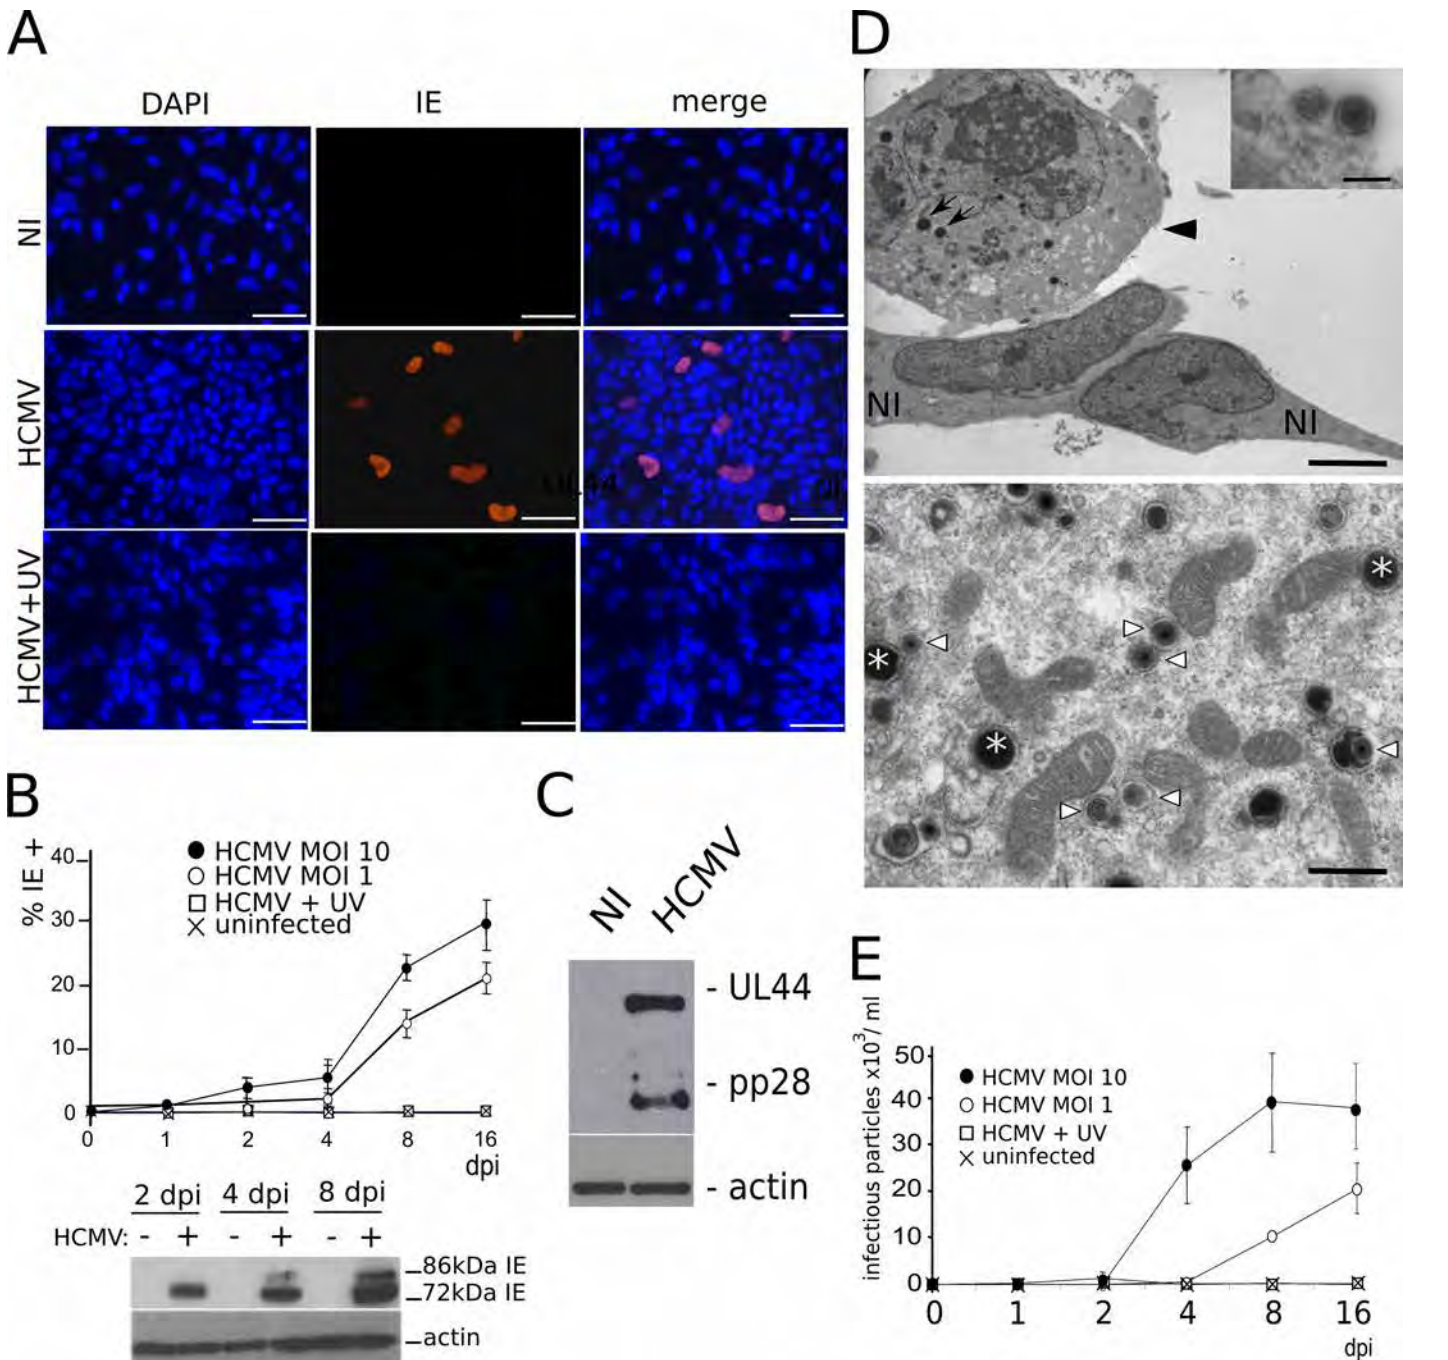 A
DAPI
IE
merge
NI
HCMV
UL44
HCMV+UV
B
% IE +
40
30
20
10
0
HCMV MOI 10
HCMV MOI 1
HCMV + UV
uninfected
0 1 2 4 8 16
dpi
2 dpi 4 dpi 8 dpi
HCMV: - + - + - +
86kDa IE
72kDa IE
actin
C
NI
HCMV
- UL44
- pp28
- actin
D
NI
NI
*
*
*
E
infectious particles x10³/ ml
50
40
30
20
10
0
HCMV MOI 10
HCMV MOI 1
HCMV + UV
uninfected
0 1 2 4 8 16
dpi